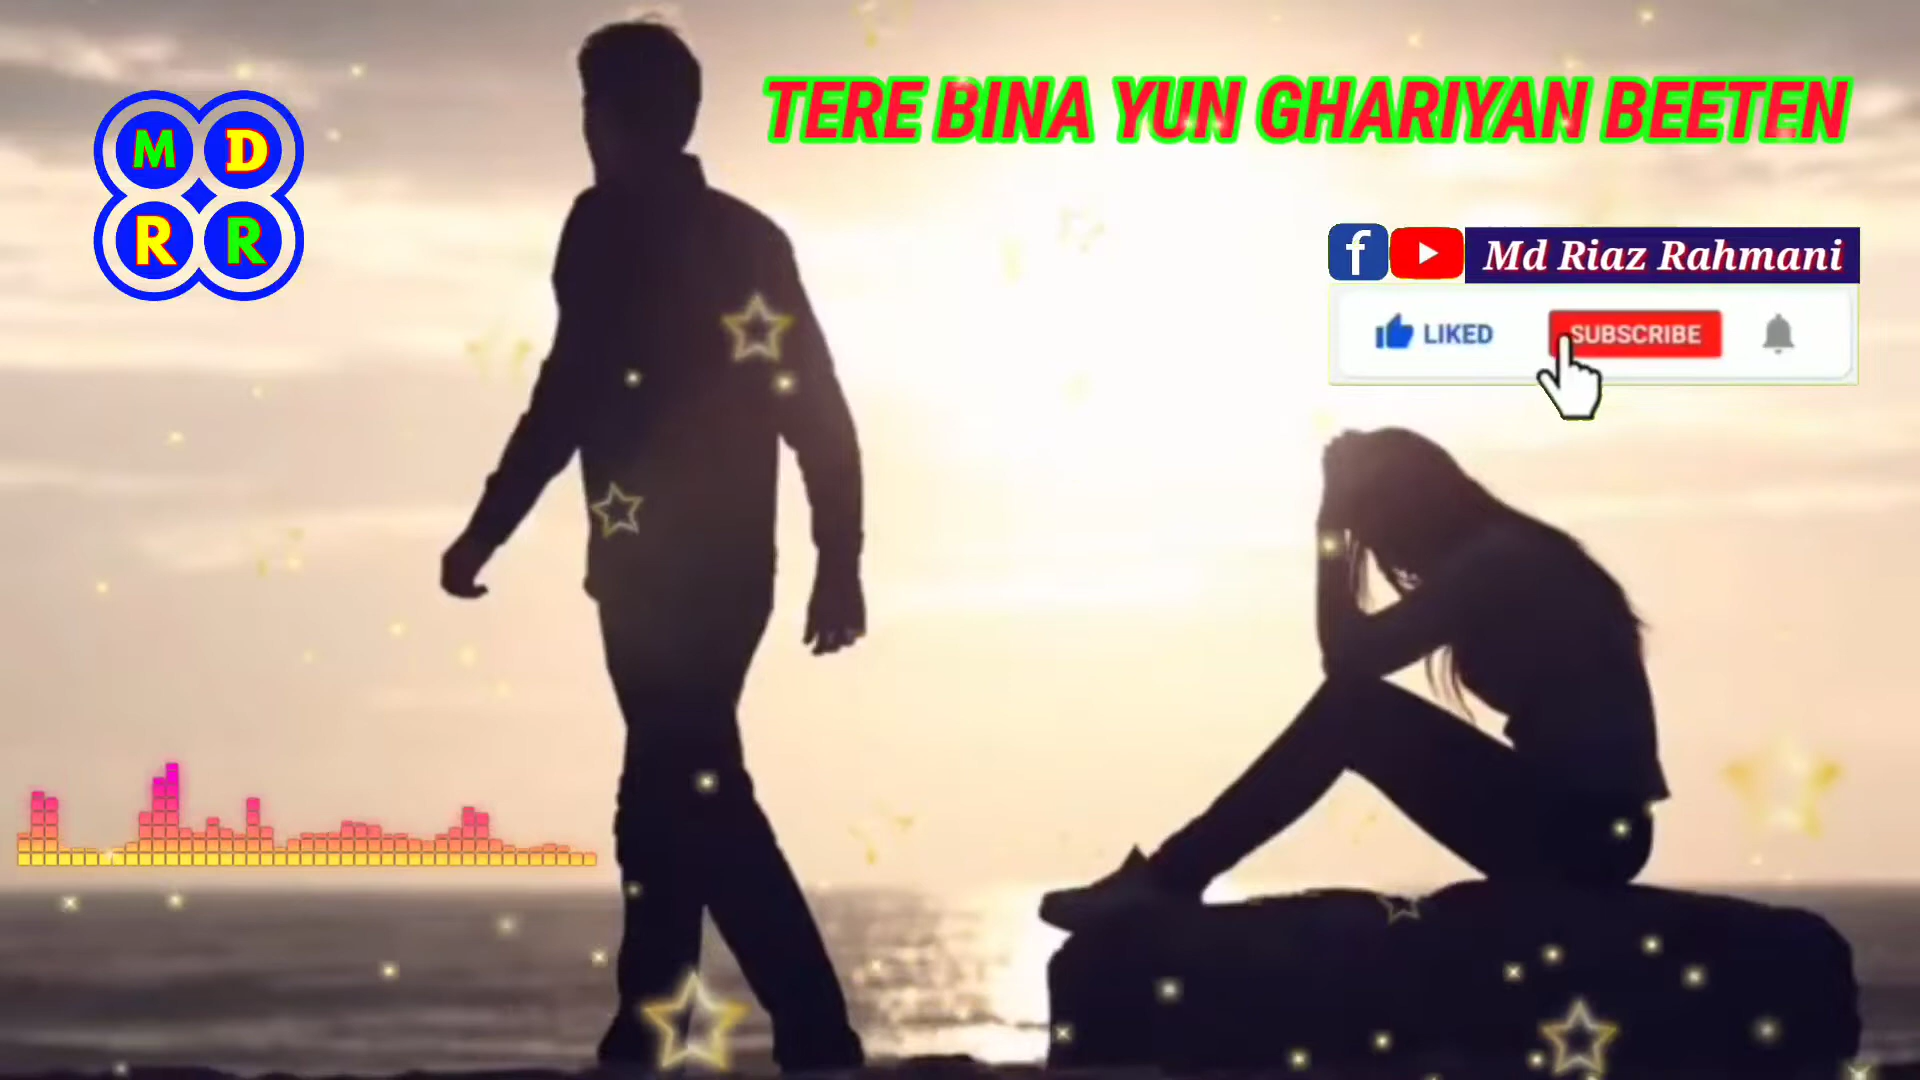 TERE BINA YUN GHARIYAN BEETEN
M D
R R
f Md Riaz Rahmani
LIKED SUBSCRIBE